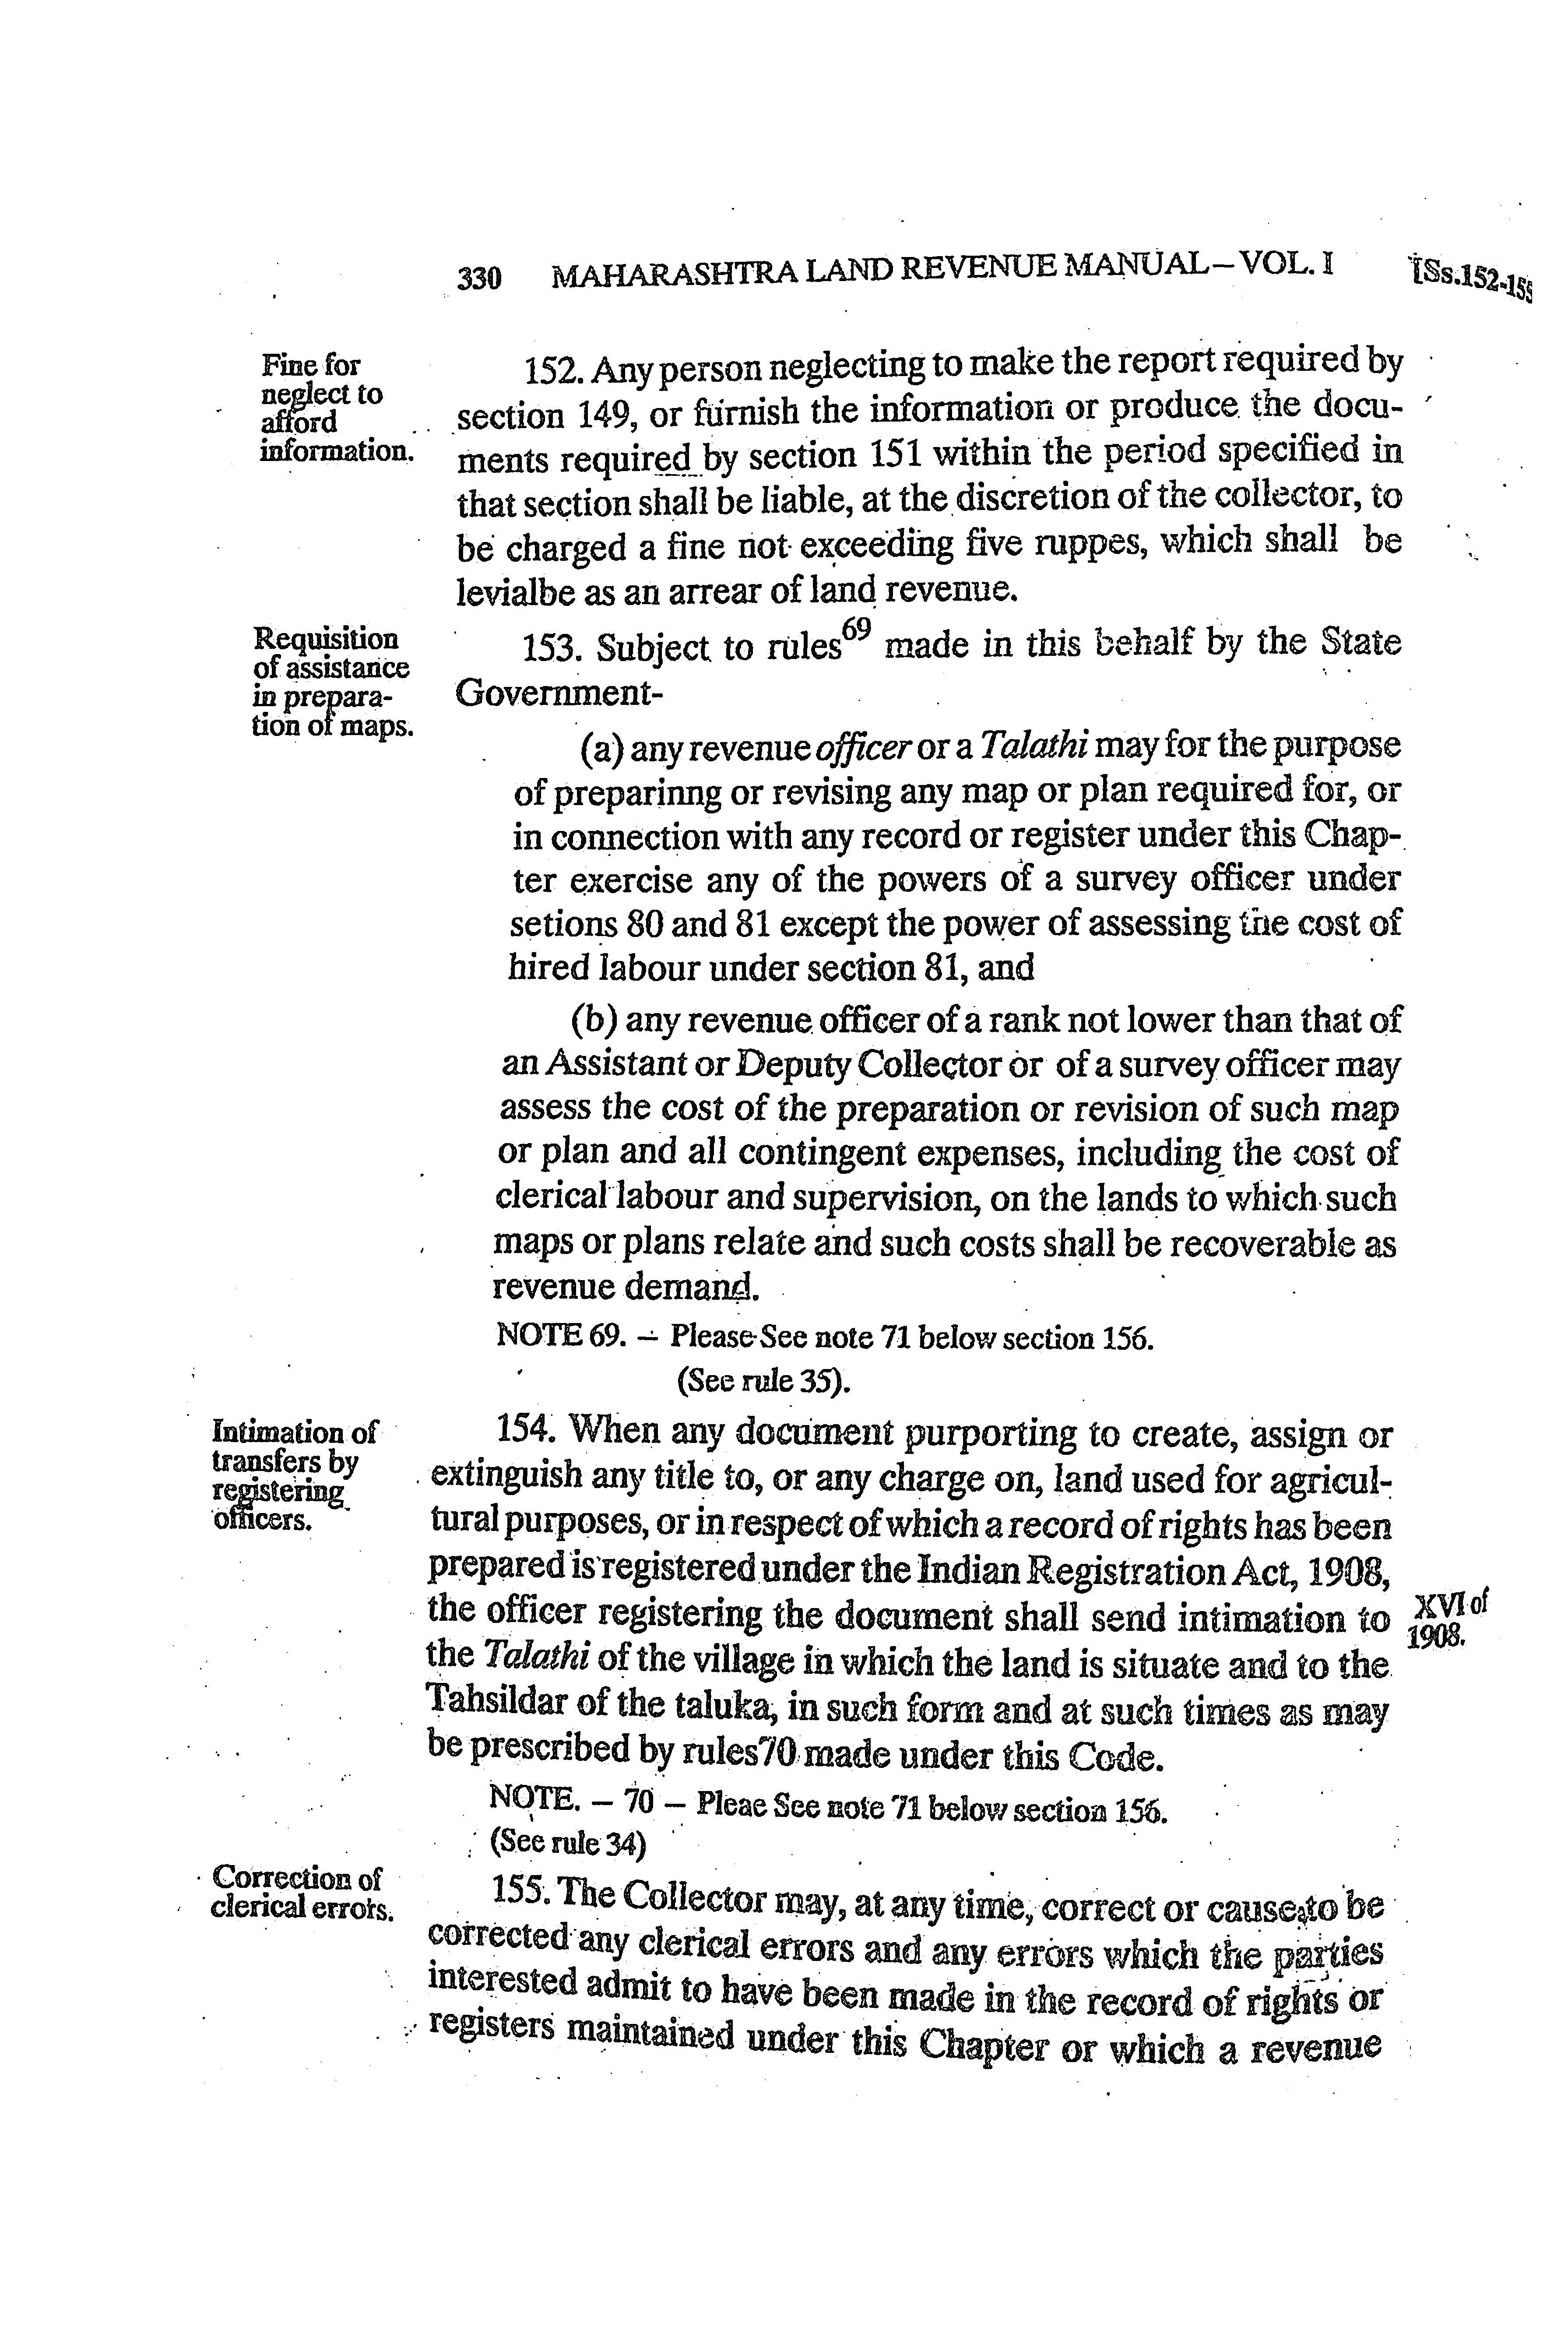 330 MAHARASHTRA LAND REVENUE MANUAL – VOL. I [Ss.152-155
Fine for
neglect to
afford
information.
152. Any person neglecting to make the report required by
section 149, or furnish the information or produce the docu-
ments required by section 151 within the period specified in
that section shall be liable, at the discretion of the collector, to
be charged a fine not exceeding five ruppes, which shall be
levialbe as an arrear of land revenue.
Requisition
of assistance
in prepara-
tion of maps.
153. Subject to rules69 made in this behalf by the State
Government-
(a) any revenue officer or a Talathi may for the purpose
of preparinng or revising any map or plan required for, or
in connection with any record or register under this Chap-
ter exercise any of the powers of a survey officer under
setions 80 and 81 except the power of assessing the cost of
hired labour under section 81, and
(b) any revenue officer of a rank not lower than that of
an Assistant or Deputy Collector or of a survey officer may
assess the cost of the preparation or revision of such map
or plan and all contingent expenses, including the cost of
clerical labour and supervision, on the lands to which such
maps or plans relate and such costs shall be recoverable as
revenue demand.
NOTE 69. – Please See note 71 below section 156.
(See rule 35).
Intimation of
transfers by
registering
officers.
154. When any document purporting to create, assign or
extinguish any title to, or any charge on, land used for agricul-
tural purposes, or in respect of which a record of rights has been
prepared is registered under the Indian Registration Act, 1908,
the officer registering the document shall send intimation to
the Talathi of the village in which the land is situate and to the
Tahsildar of the taluka, in such form and at such times as may
be prescribed by rules70 made under this Code.
XVI of
1908.
NOTE. – 70 – Pleae See note 71 below section 156.
(See rule 34)
Correction of
clerical errors.
155. The Collector may, at any time, correct or cause to be
corrected any clerical errors and any errors which the parties
interested admit to have been made in the record of rights or
registers maintained under this Chapter or which a revenue